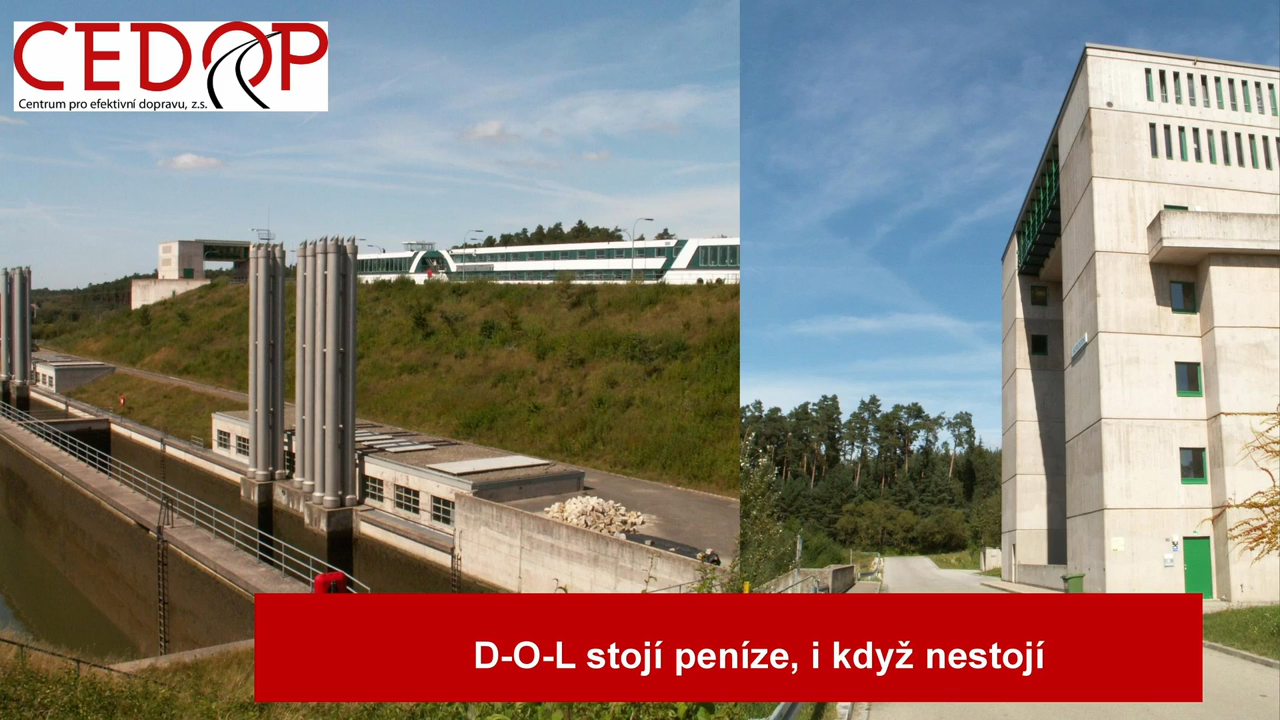 CEDOP
Centrum pro efektivní dopravu, z.s.
D-O-L stojí peníze, i když nestojí